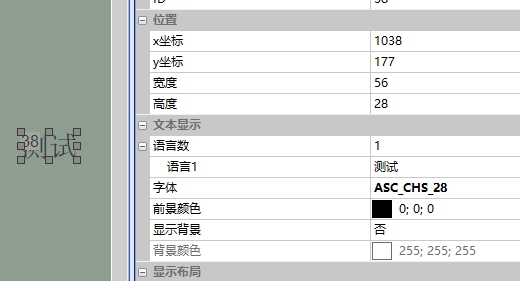 38
测试
位置
x坐标 1038
y坐标 177
宽度 56
高度 28
文本显示
语言数 1
语言1 测试
字体 ASC_CHS_28
前景颜色 0; 0; 0
显示背景 否
背景颜色 255; 255; 255
显示布局